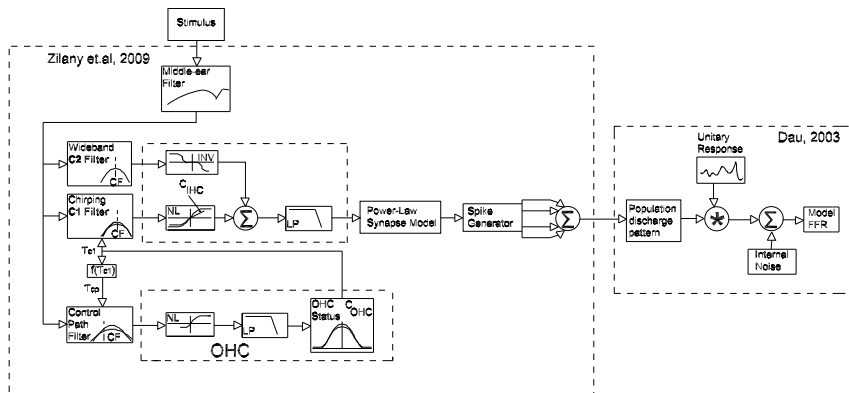 Stimulus
Zilany et.al, 2009
Middle-ear
Filter
Wideband
C2 Filter
CF
INV
C IHC
Chirping
C1 Filter
CF
NL
Σ
LP
Power-Law
Synapse Model
Spike
Generator
Σ
Τc1
f(Τc1)
Τcp
Control
Path
Filter
CF
NL
LP
OHC
Status
C OHC
OHC
Dau, 2003
Unitary
Response
Population
discharge
pattern
*
Σ
Model
FFR
Internal
Noise